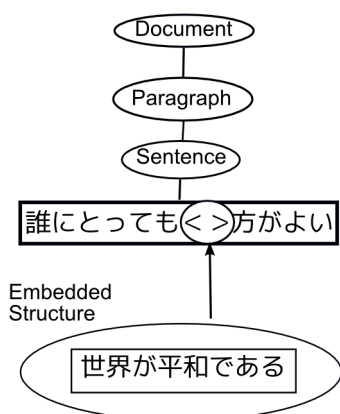 Document
Paragraph
Sentence
誰にとっても< >方がよい
Embedded
Structure
世界が平和である